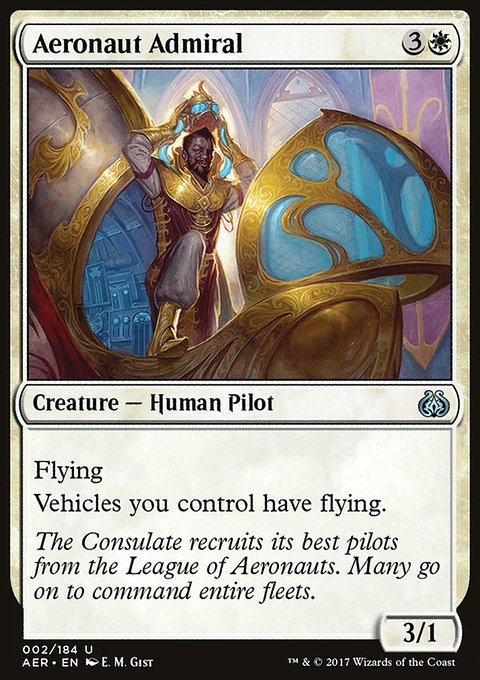 Aeronaut Admiral 3
Creature — Human Pilot
Flying
Vehicles you control have flying.
The Consulate recruits its best pilots
from the League of Aeronauts. Many go
on to command entire fleets.
3/1
002/184 U
AER • EN E. M. Gist
™ & © 2017 Wizards of the Coast